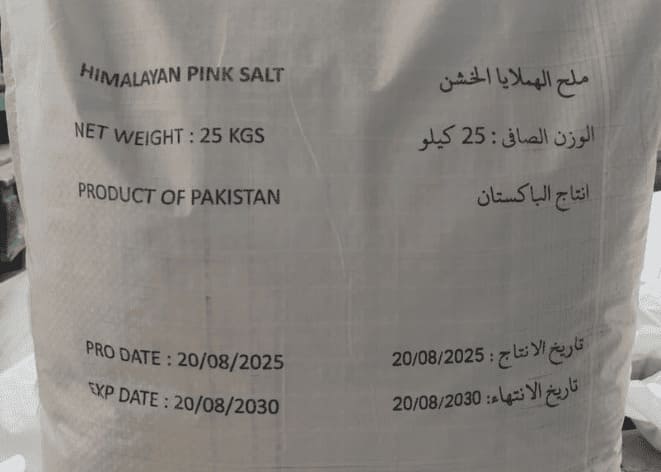 HIMALAYAN PINK SALT
ملح الهملايا الخشن
NET WEIGHT : 25 KGS
الوزن الصافى : 25 كيلو
PRODUCT OF PAKISTAN
انتاج الباكستان
PRO DATE : 20/08/2025
تاريخ الانتاج : 20/08/2025
EXP DATE : 20/08/2030
تاريخ الانتهاء: 20/08/2030